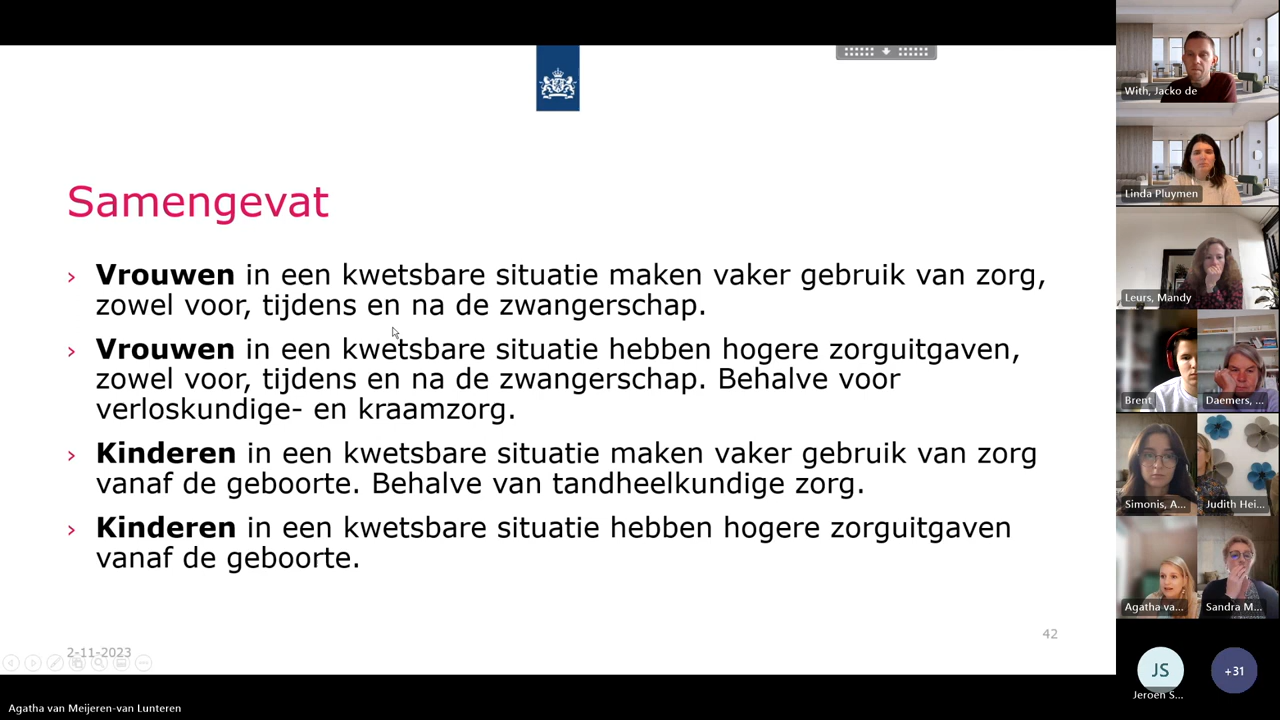 Samengevat
› Vrouwen in een kwetsbare situatie maken vaker gebruik van zorg,
zowel voor, tijdens en na de zwangerschap.
› Vrouwen in een kwetsbare situatie hebben hogere zorguitgaven,
zowel voor, tijdens en na de zwangerschap. Behalve voor
verloskundige- en kraamzorg.
› Kinderen in een kwetsbare situatie maken vaker gebruik van zorg
vanaf de geboorte. Behalve van tandheelkundige zorg.
› Kinderen in een kwetsbare situatie hebben hogere zorguitgaven
vanaf de geboorte.
2-11-2023
42
Agatha van Meijeren-van Lunteren
With, Jacko de
Linda Pluymen
Leurs, Mandy
Brent
Daemers, ...
Simonis, A...
Judith Hei...
Agatha va...
Sandra M...
JS
Jeroen S...
+31